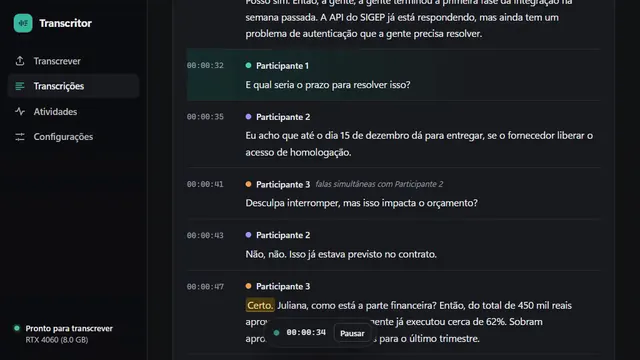 Transcritor
Transcrever
Transcrições
Atividades
Configurações
Pronto para transcrever
RTX 4060 (8.0 GB)
Posso sim. Então, a gente, a gente terminou a primeira fase da integração na
semana passada. A API do SIGEP já está respondendo, mas ainda tem um
problema de autenticação que a gente precisa resolver.
00:00:32 Participante 1
E qual seria o prazo para resolver isso?
00:00:35 Participante 2
Eu acho que até o dia 15 de dezembro dá para entregar, se o fornecedor liberar o
acesso de homologação.
00:00:41 Participante 3 falas simultâneas com Participante 2
Desculpa interromper, mas isso impacta o orçamento?
00:00:43 Participante 2
Não, não. Isso já estava previsto no contrato.
00:00:47 Participante 3
Certo. Juliana, como está a parte financeira? Então, do total de 450 mil reais
já executou cerca de 62%. Sobram
para o último trimestre.
00:00:34 Pausar